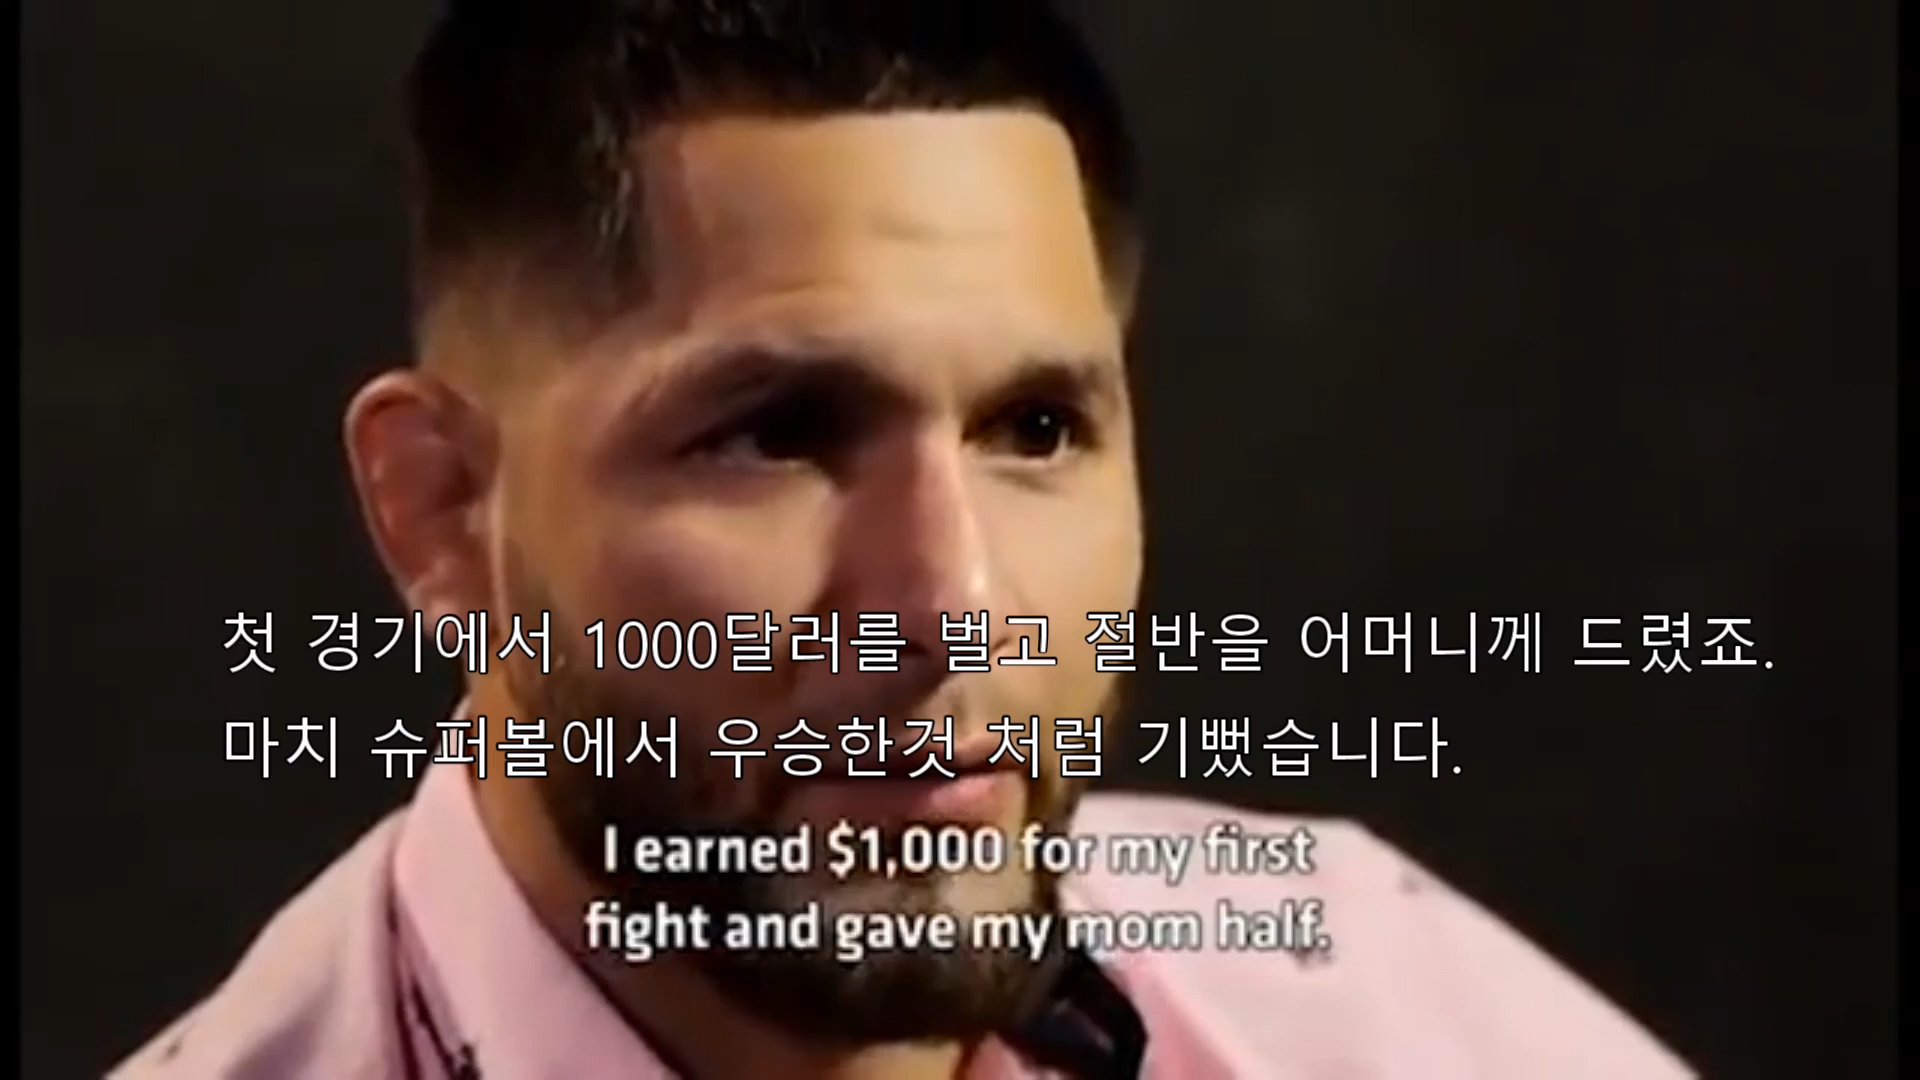 첫 경기에서 1000달러를 벌고 절반을 어머니께 드렸죠.
마치 슈퍼볼에서 우승한것 처럼 기뻤습니다.
I earned $1,000 for my first
fight and gave my mom half.